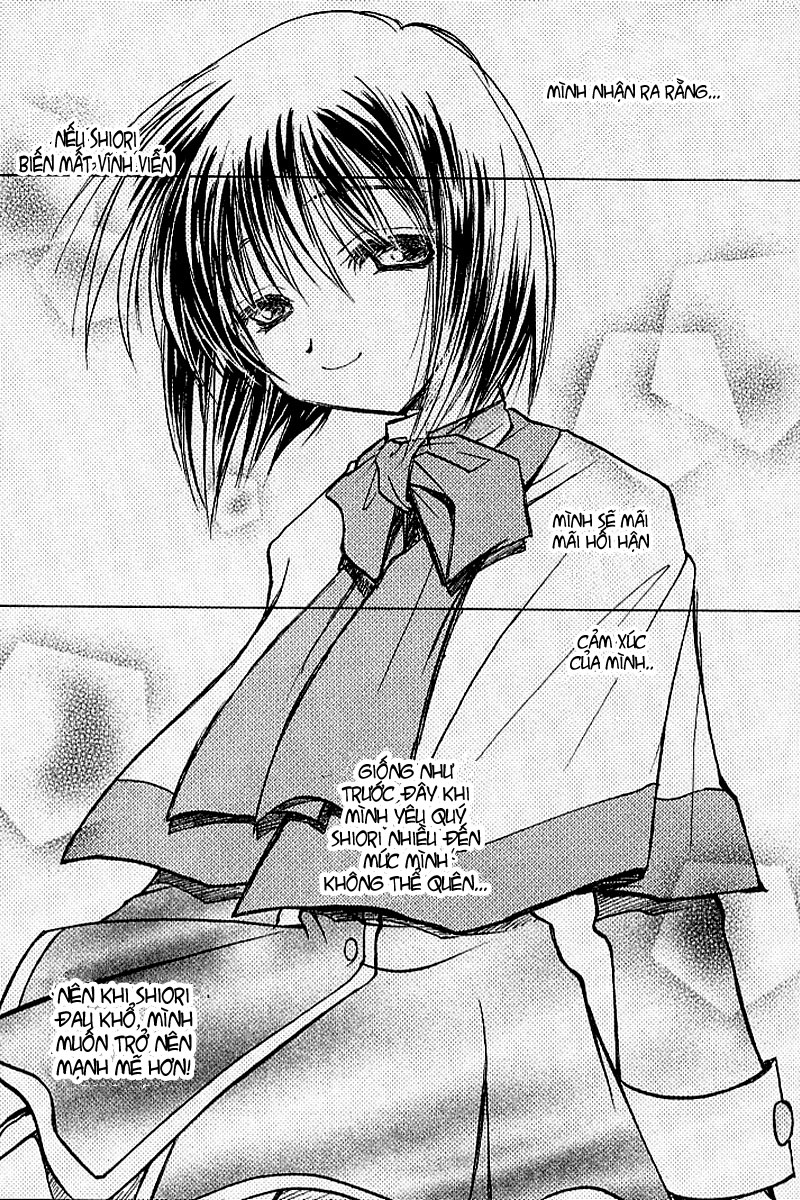 MÌNH NHẬN RA RẰNG...
NẾU SHIORI
BIẾN MẤT VĨNH VIỄN
MÌNH SẼ MÃI
MÃI HỐI HẬN
CẢM XÚC
CỦA MÌNH..
GIỐNG NHƯ
TRƯỚC ĐÂY KHI
MÌNH YÊU QUÝ
SHIORI NHIỀU ĐẾN
MỨC MÌNH
KHÔNG THỂ QUÊN...
NÊN KHI SHIORI
ĐAU KHỔ, MÌNH
MUỐN TRỞ NÊN
MẠNH MẼ HƠN!